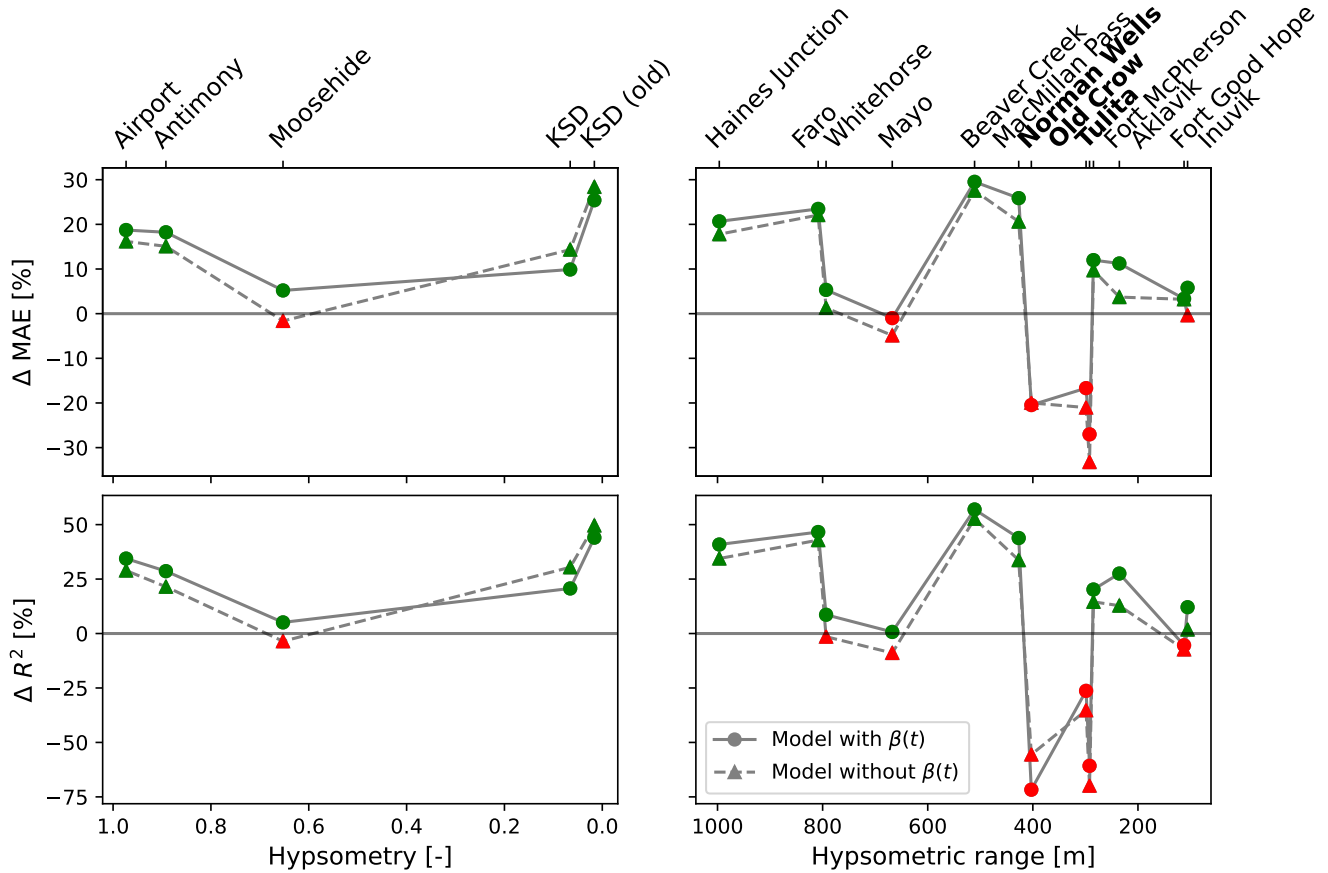 Airport
Antimony
Moosehide
KSD
KSD (old)
Haines Junction
Faro
Whitehorse
Mayo
Beaver Creek
MacMillan Pass
Norman Wells
Old Crow
Tulita
Fort McPherson
Aklavik
Fort Good Hope
Inuvik
Δ MAE [%]
30
20
10
0
−10
−20
−30
Δ R² [%]
50
25
0
−25
−50
−75
Model with β(t)
Model without β(t)
1.0 0.8 0.6 0.4 0.2 0.0
1000 800 600 400 200
Hypsometry [-]
Hypsometric range [m]